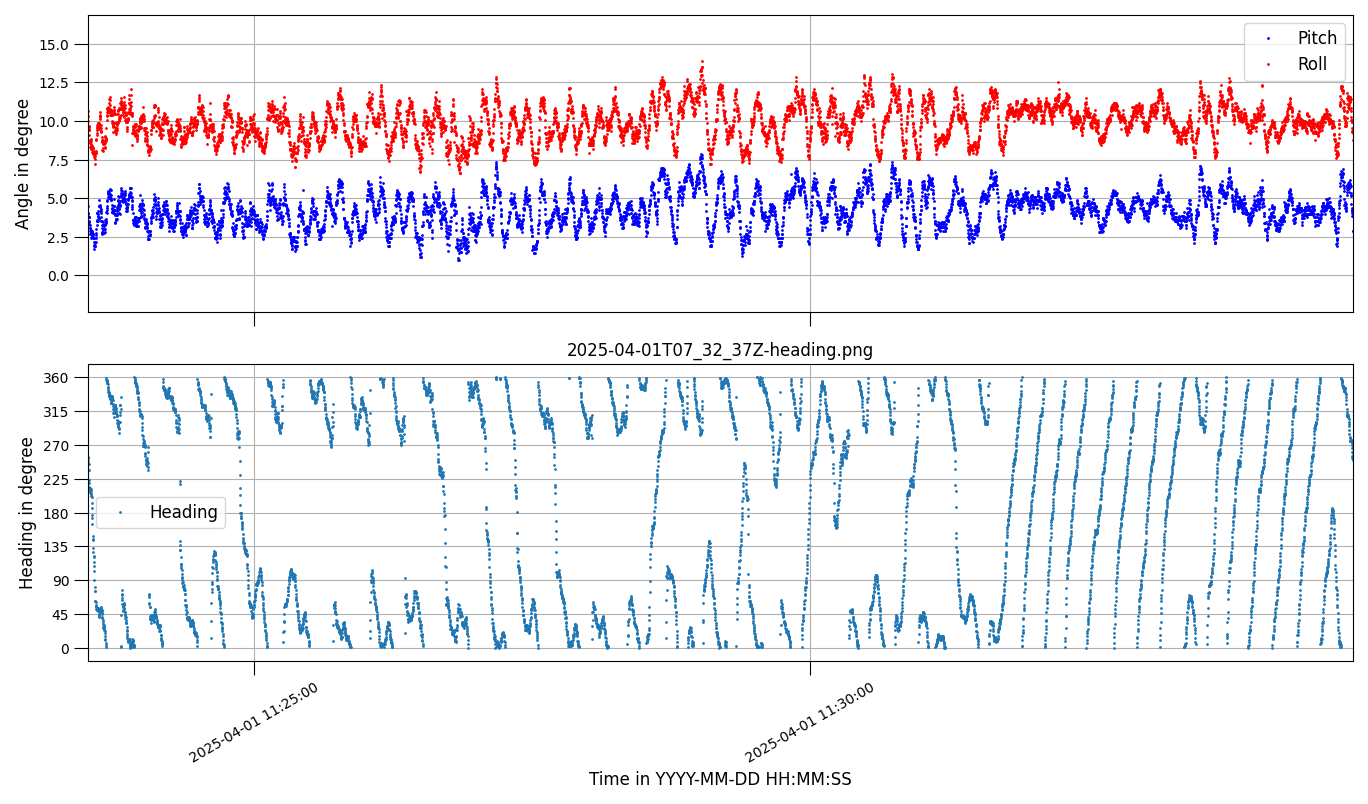 15.0
12.5
10.0
7.5
5.0
2.5
0.0
Angle in degree
Pitch
Roll
2025-04-01T07_32_37Z-heading.png
360
315
270
225
180
135
90
45
0
Heading in degree
Heading
2025-04-01 11:25:00
2025-04-01 11:30:00
Time in YYYY-MM-DD HH:MM:SS